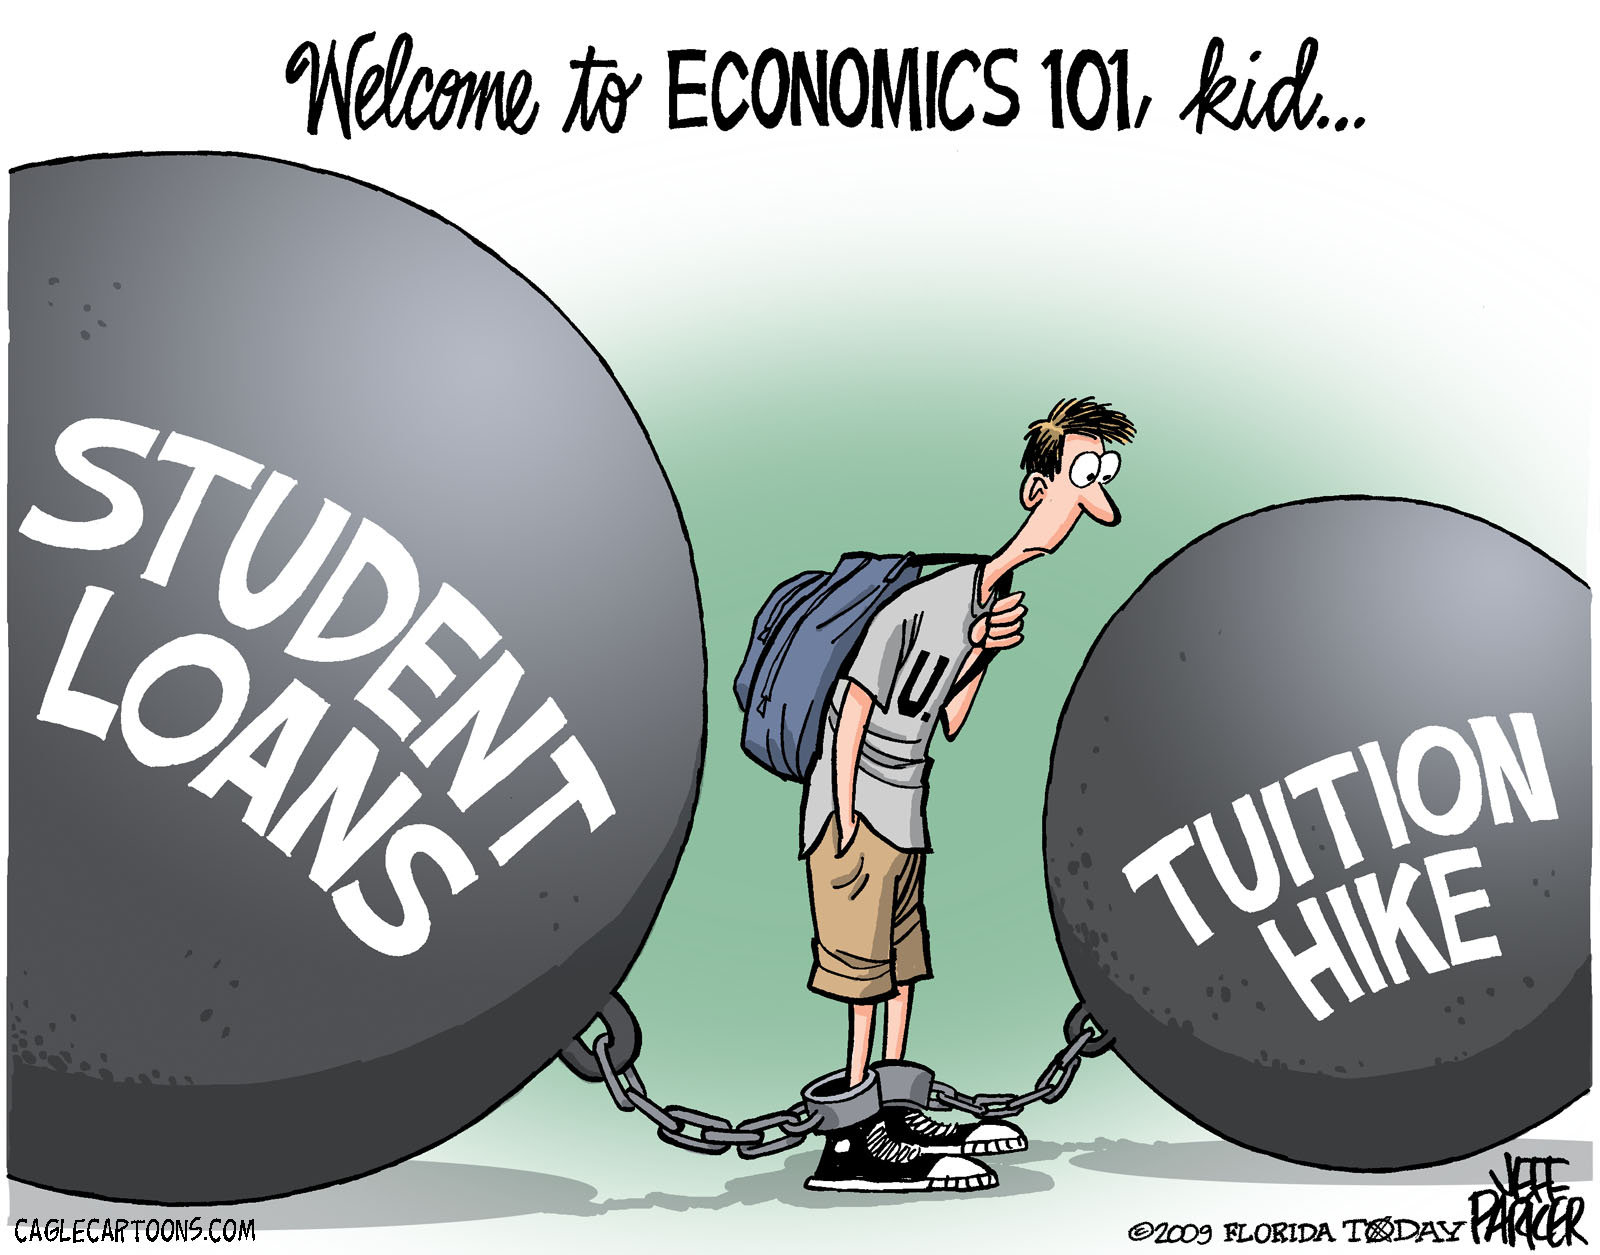 Welcome to ECONOMICS 101, kid...
STUDENT
LOANS
U.
TUITION
HIKE
CAGLECARTOONS.COM
©2009 FLORIDA TODAY
JEFF
PARKER